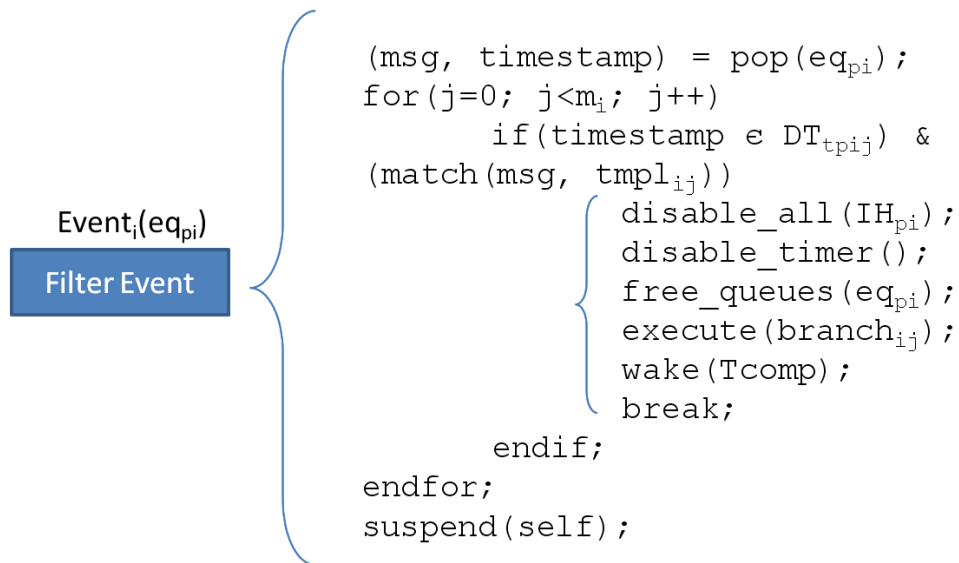 (msg, timestamp) = pop(eq_pi);
for(j=0; j<m_i; j++)
if(timestamp ϵ DT_tpij) &
(match(msg, tmpl_ij))
disable_all(IH_pi);
disable_timer();
free_queues(eq_pi);
execute(branch_ij);
wake(Tcomp);
break;
endif;
endfor;
suspend(self);
Event_i(eq_pi)
Filter Event